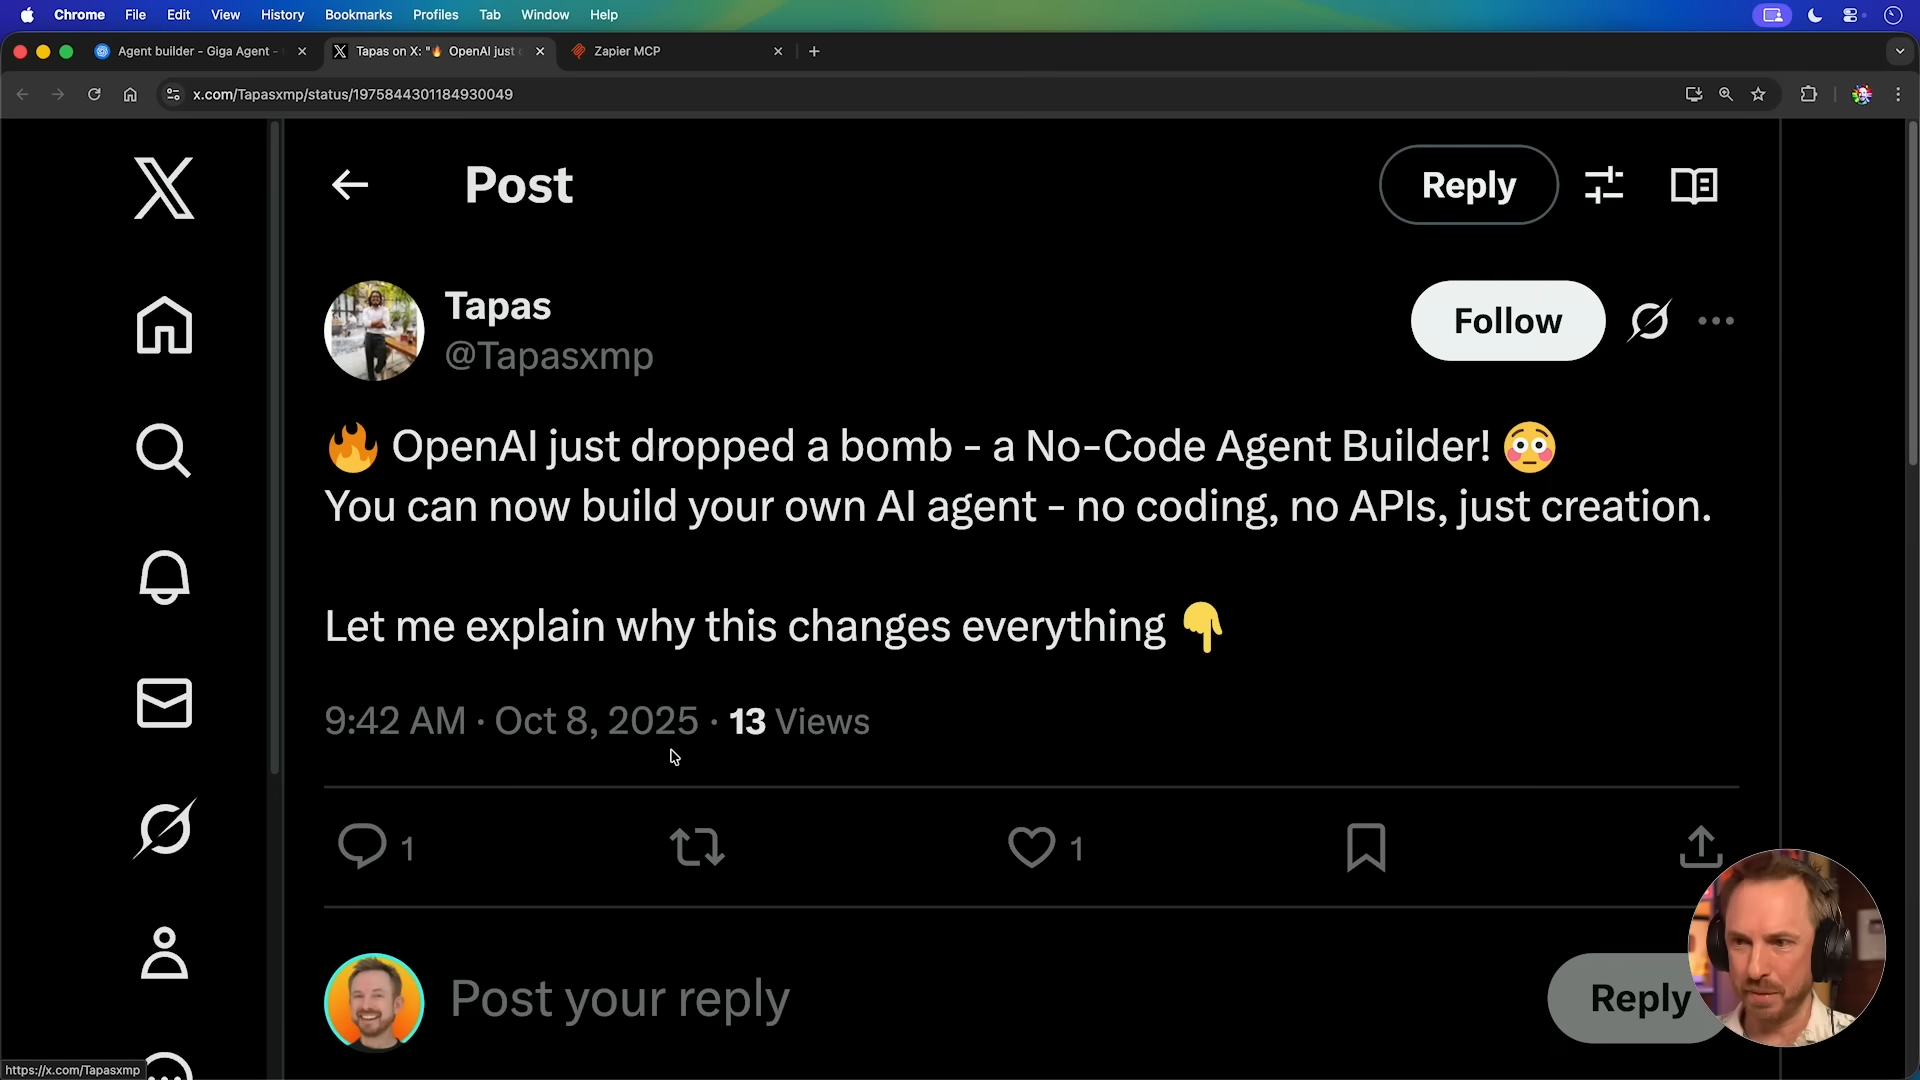 Chrome File Edit View History Bookmarks Profiles Tab Window Help
Agent builder - Giga Agent -
Tapas on X: "🔥 OpenAI just
Zapier MCP
x.com/Tapasxmp/status/1975844301184930049
Post
Reply
Tapas
@Tapasxmp
Follow
🔥 OpenAI just dropped a bomb - a No-Code Agent Builder! 😳
You can now build your own AI agent - no coding, no APIs, just creation.
Let me explain why this changes everything 👇
9:42 AM · Oct 8, 2025 · 13 Views
1
1
Post your reply
Reply
https://x.com/Tapasxmp